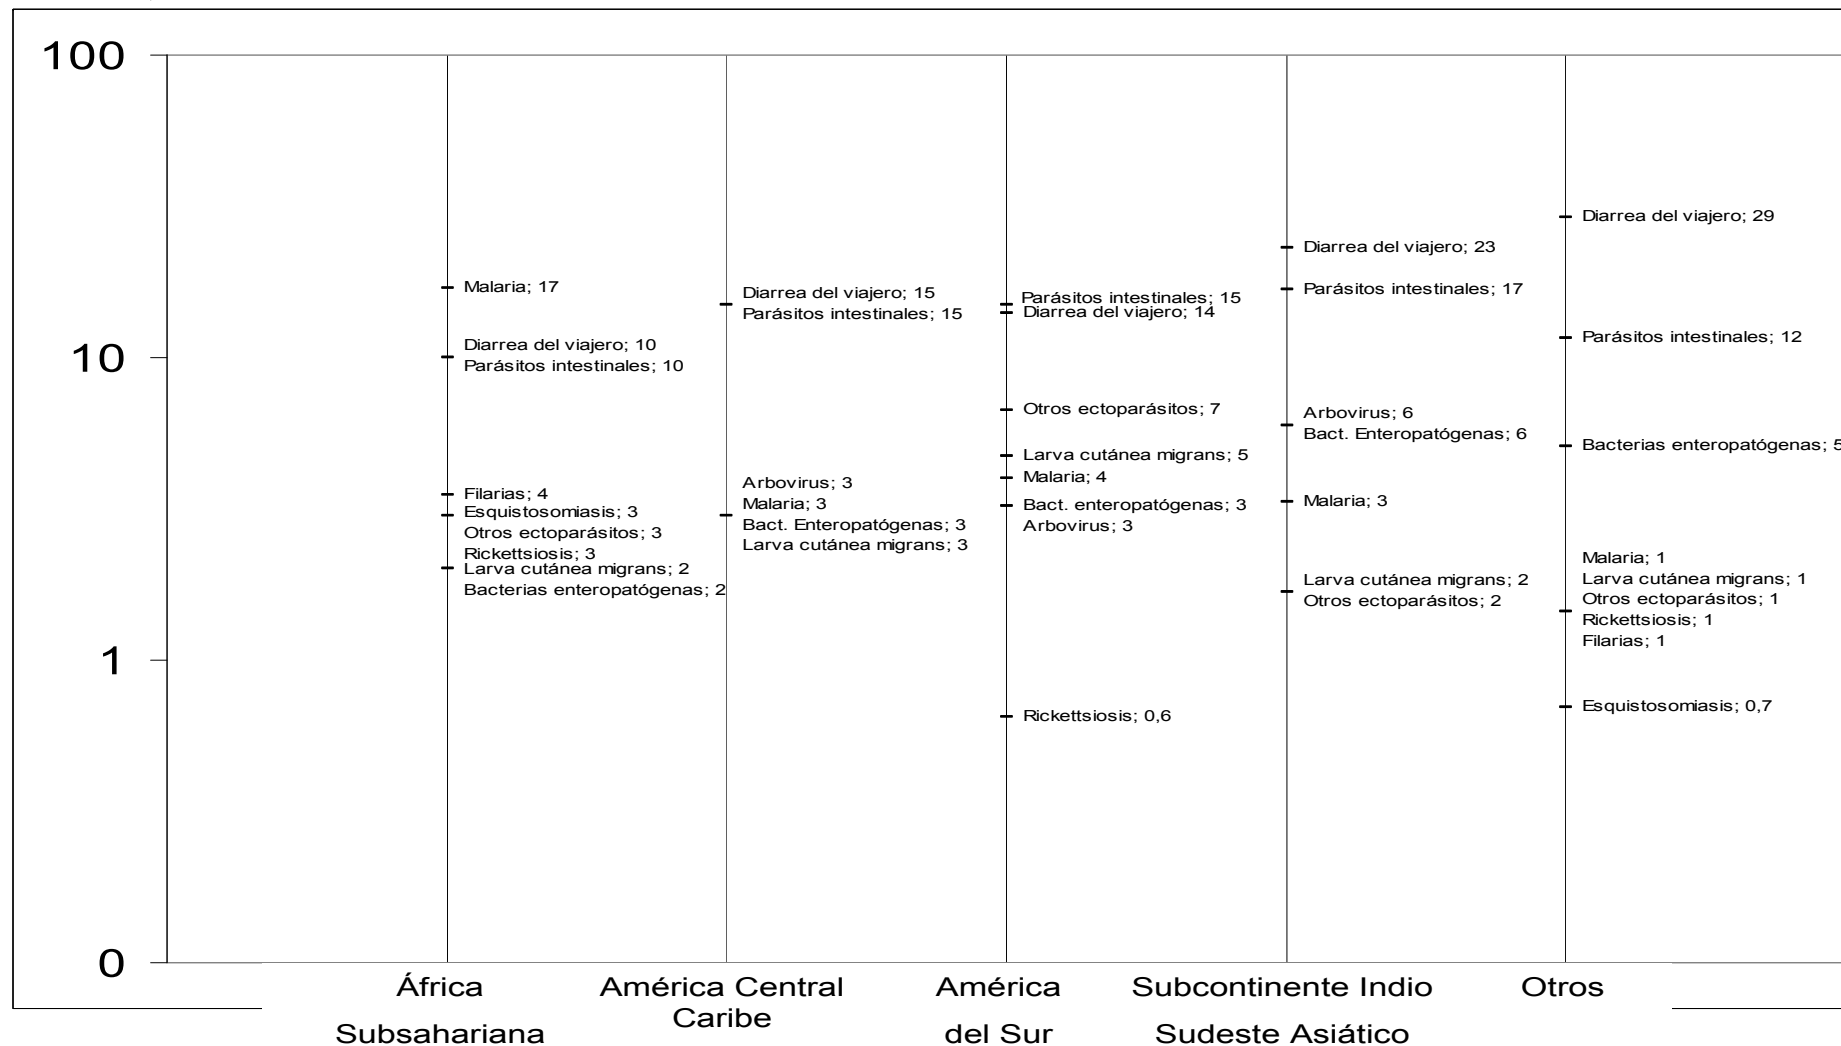 100
10
1
0
Malaria; 17
Diarrea del viajero; 10
Parásitos intestinales; 10
Filarias; 4
Esquistosomiasis; 3
Otros ectoparásitos; 3
Rickettsiosis; 3
Larva cutánea migrans; 2
Bacterias enteropatógenas; 2
Diarrea del viajero; 15
Parásitos intestinales; 15
Arbovirus; 3
Malaria; 3
Bact. Enteropatógenas; 3
Larva cutánea migrans; 3
Parásitos intestinales; 15
Diarrea del viajero; 14
Otros ectoparásitos; 7
Larva cutánea migrans; 5
Malaria; 4
Bact. enteropatógenas; 3
Arbovirus; 3
Rickettsiosis; 0,6
Diarrea del viajero; 23
Parásitos intestinales; 17
Arbovirus; 6
Bact. Enteropatógenas; 6
Malaria; 3
Larva cutánea migrans; 2
Otros ectoparásitos; 2
Diarrea del viajero; 29
Parásitos intestinales; 12
Bacterias enteropatógenas; 5
Malaria; 1
Larva cutánea migrans; 1
Otros ectoparásitos; 1
Rickettsiosis; 1
Filarias; 1
Esquistosomiasis; 0,7
África
Subsahariana
América Central
Caribe
América
del Sur
Subcontinente Indio
Sudeste Asiático
Otros